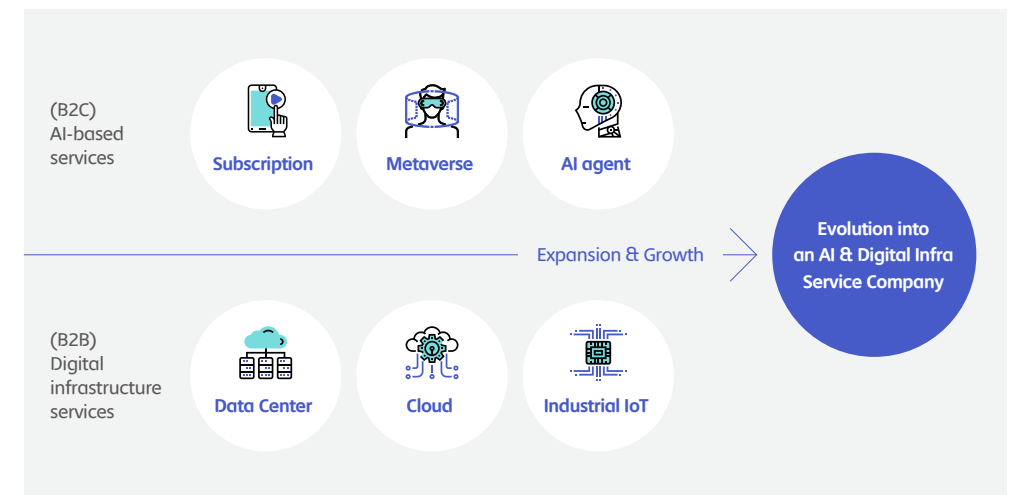 (B2C)
AI-based
services
Subscription
Metaverse
AI agent
Expansion & Growth
Evolution into
an AI & Digital Infra
Service Company
(B2B)
Digital
infrastructure
services
Data Center
Cloud
Industrial IoT